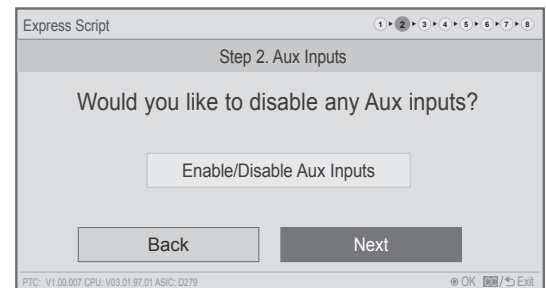 Express Script 1 2 3 4 5 6 7 8
Step 2. Aux Inputs
Would you like to disable any Aux inputs?
Enable/Disable Aux Inputs
Back Next
PTC: V1.00.007 CPU: V03.01.97.01 ASIC: D279 OK CC / Exit